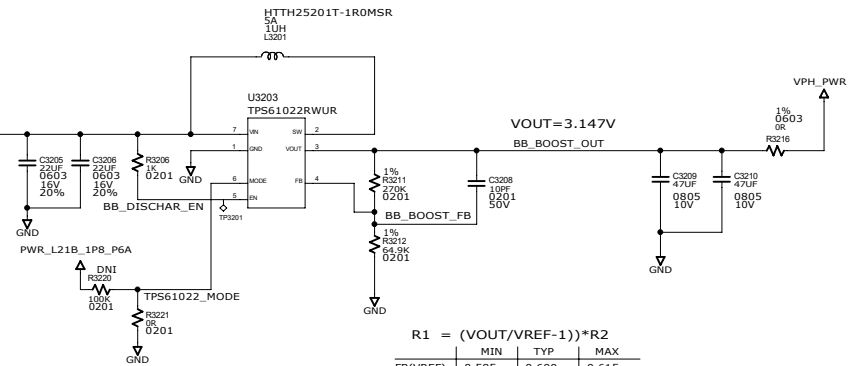 HTTH25201T-1R0MSR
5A
1UH
L3201
U3203
TPS61022RWUR
7 VIN
1 GND
6 MODE
5 EN
SW 2
VOUT 3
FB 4
VOUT=3.147V
BB_BOOST_OUT
VPH_PWR
1%
0603
0R
R3216
C3205
22UF
0603
16V
20%
C3206
22UF
0603
16V
20%
R3206
1K
0201
GND
BB_DISCHAR_EN
TP3201
1%
R3211
270K
0201
C3208
10PF
0201
50V
BB_BOOST_FB
1%
R3212
64.9K
0201
GND
C3209
47UF
0805
10V
C3210
47UF
0805
10V
GND
GND
PWR_L21B_1P8_P6A
DNI
R3220
100K
0201
TPS61022_MODE
R3221
0R
0201
GND
R1 = (VOUT/VREF-1))*R2
MIN TYP MAX